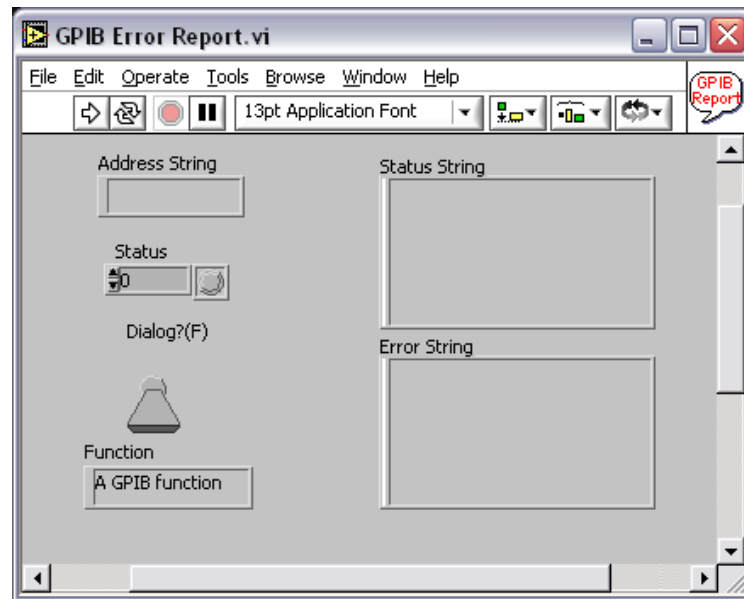 GPIB Error Report.vi
File Edit Operate Tools Browse Window Help
GPIB
Report
13pt Application Font
Address String
Status String
Status
0
Dialog?(F)
Error String
Function
A GPIB function